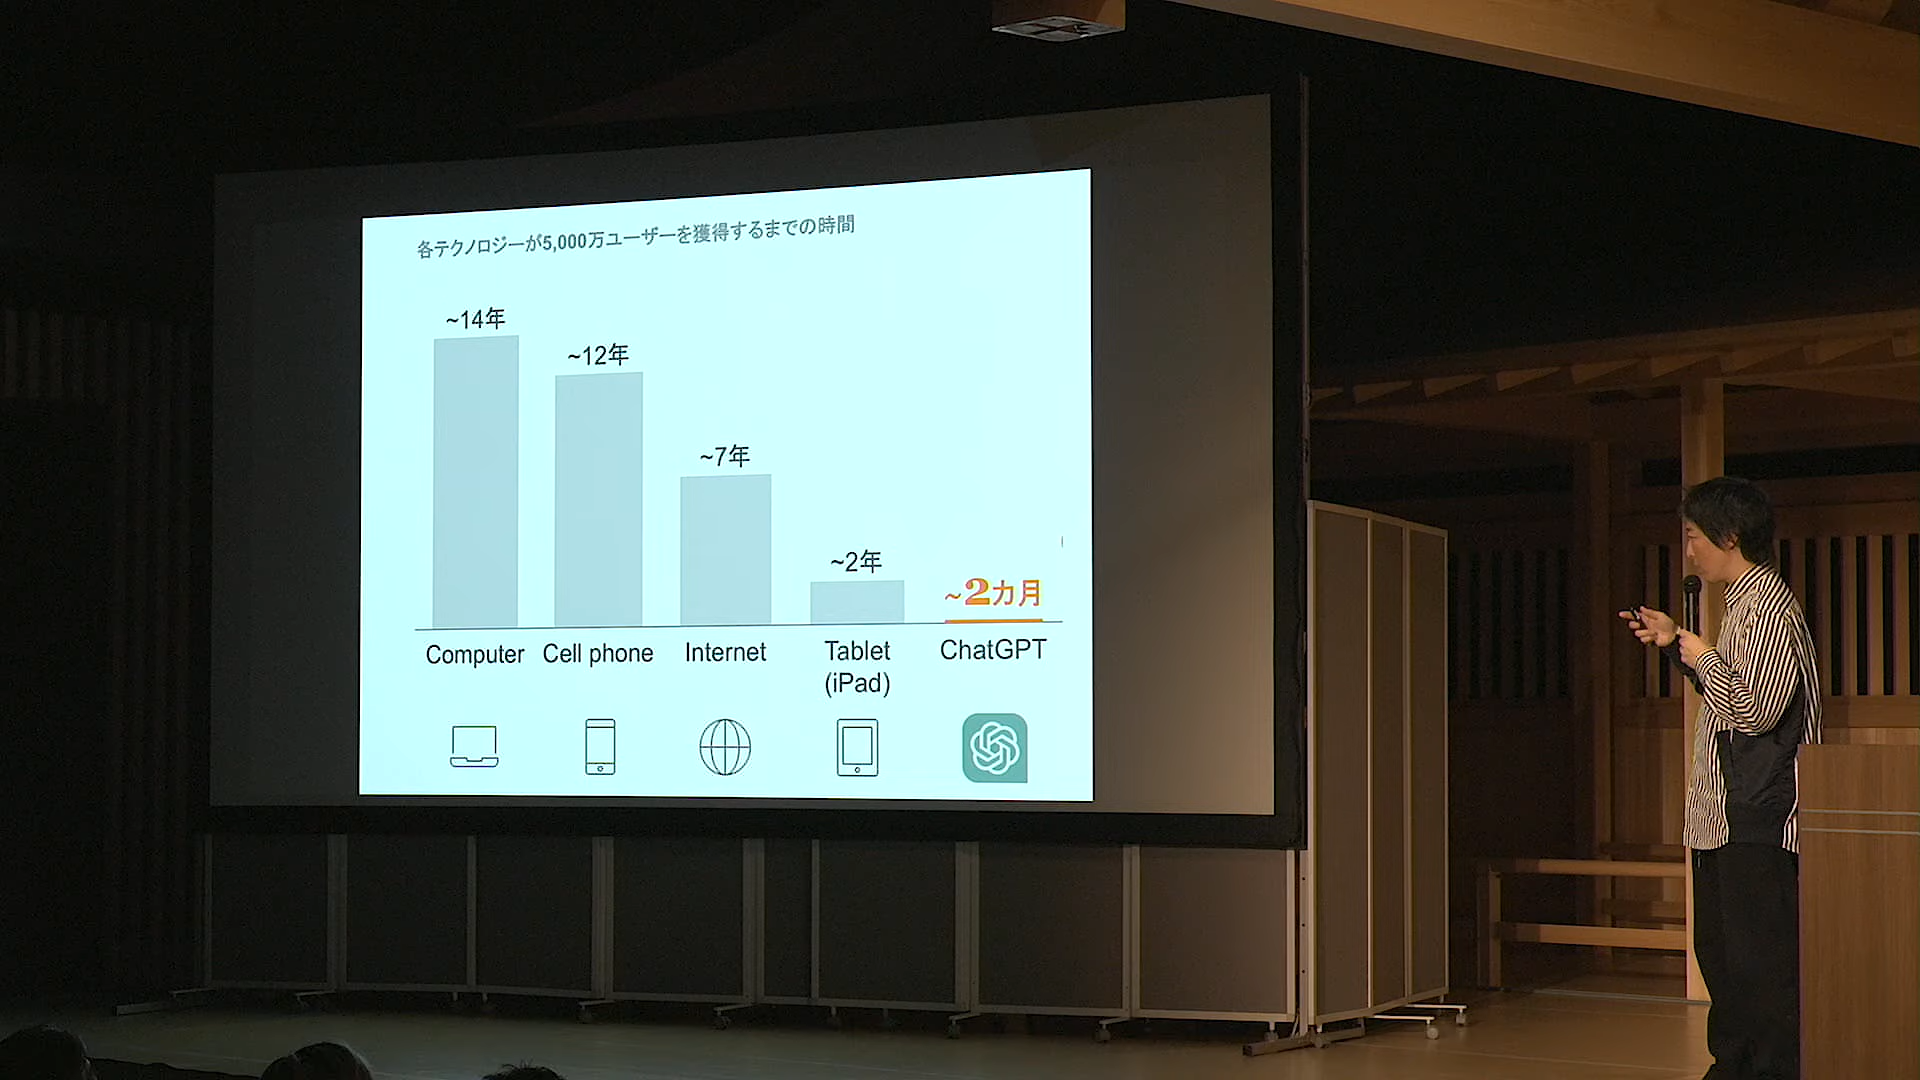 各テクノロジーが5,000万ユーザーを獲得するまでの時間
~14年
~12年
~7年
~2年
~2カ月
Computer
Cell phone
Internet
Tablet
(iPad)
ChatGPT